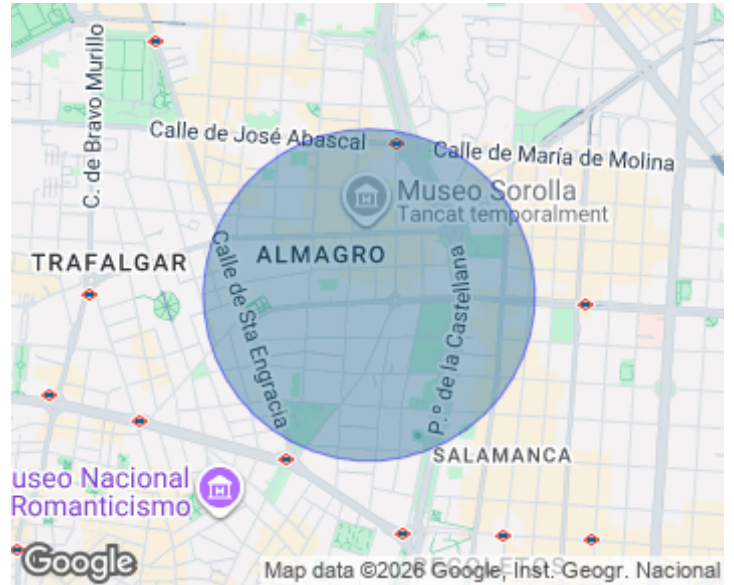 C. de Bravo Murillo
Calle de José Abascal
Calle de María de Molina
Museo Sorolla
Tancat temporalment
TRAFALGAR
ALMAGRO
Calle de Sta Engracia
P.º de la Castellana
SALAMANCA
useo Nacional
Romanticismo
RECOLETOS
Google
Map data ©2026 Google, Inst. Geogr. Nacional